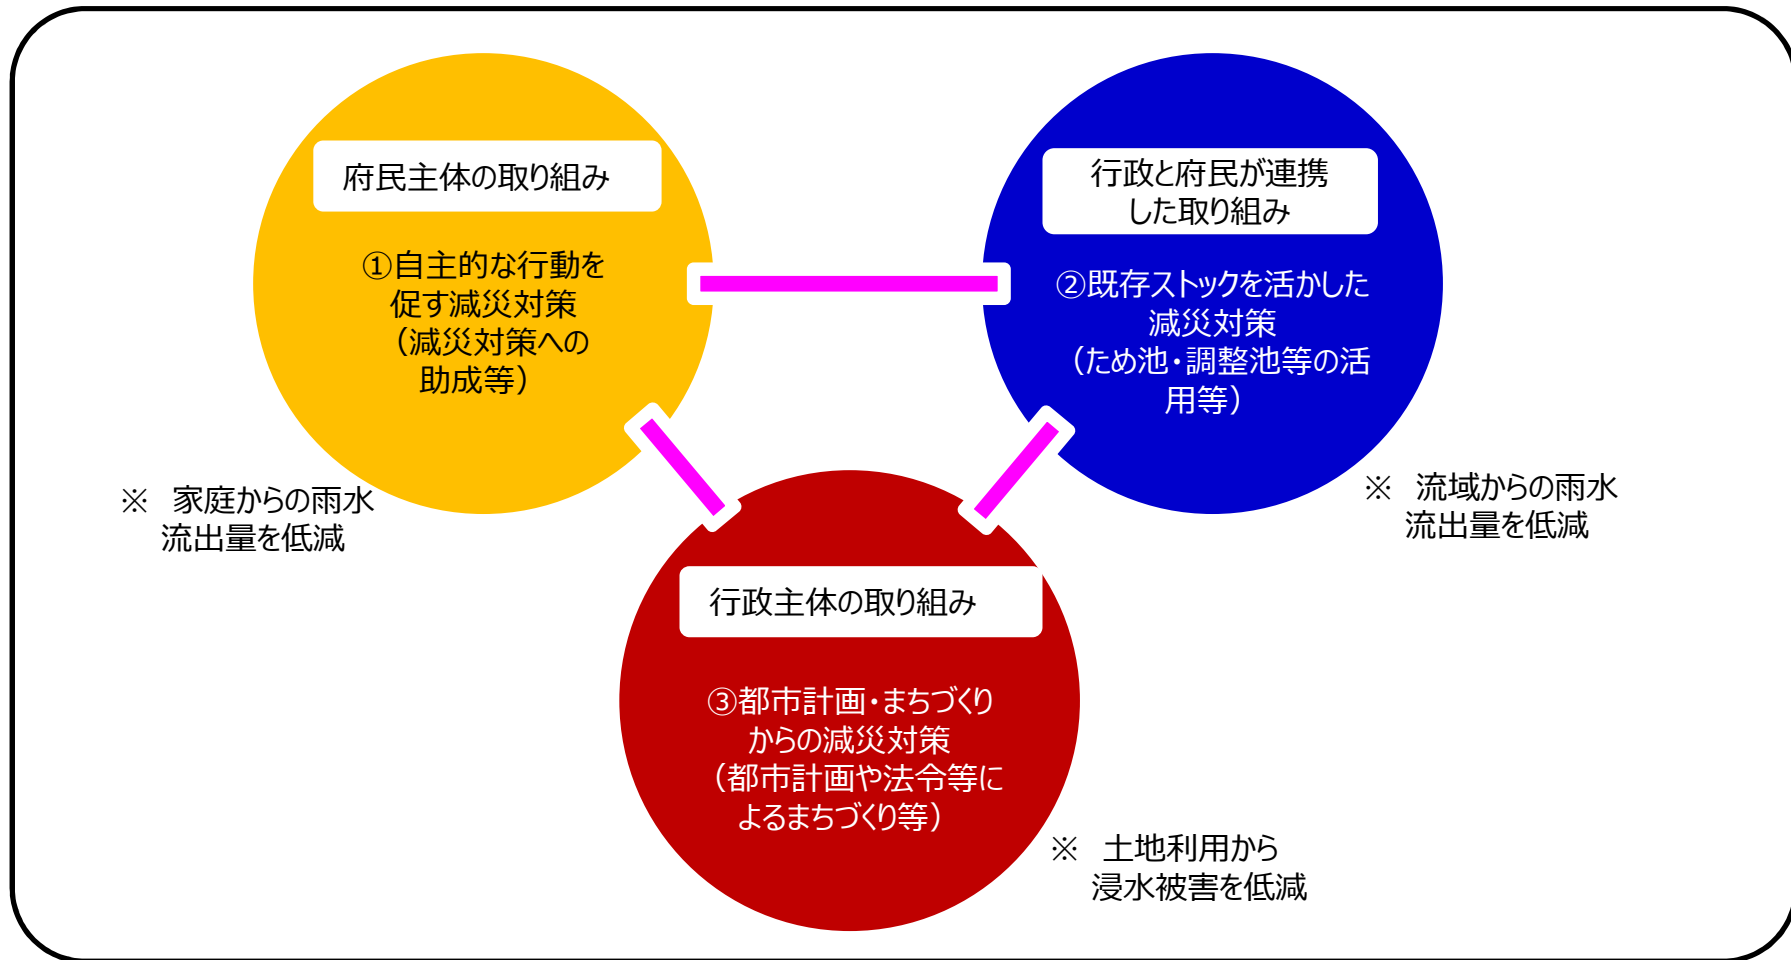 府民主体の取り組み
①自主的な行動を
促す減災対策
（減災対策への
助成等）
※　家庭からの雨水
流出量を低減
行政と府民が連携
した取り組み
②既存ストックを活かした
減災対策
（ため池・調整池等の活
用等）
※　流域からの雨水
流出量を低減
行政主体の取り組み
③都市計画・まちづくり
からの減災対策
（都市計画や法令等に
よるまちづくり等）
※　土地利用から
浸水被害を低減